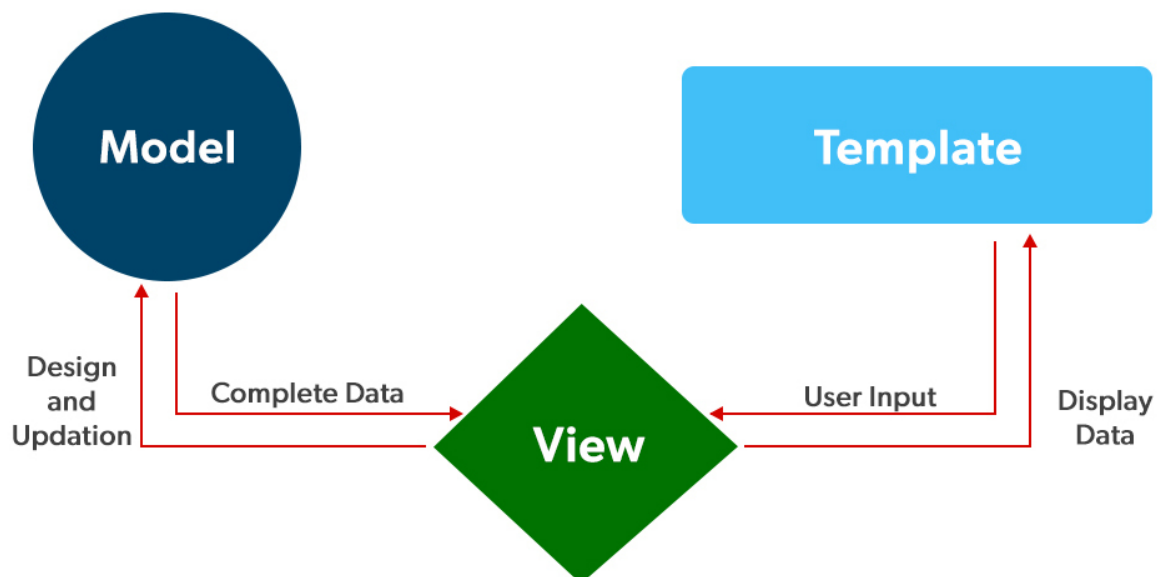 Model
Template
Design
and
Updation
Complete Data
User Input
Display
Data
View